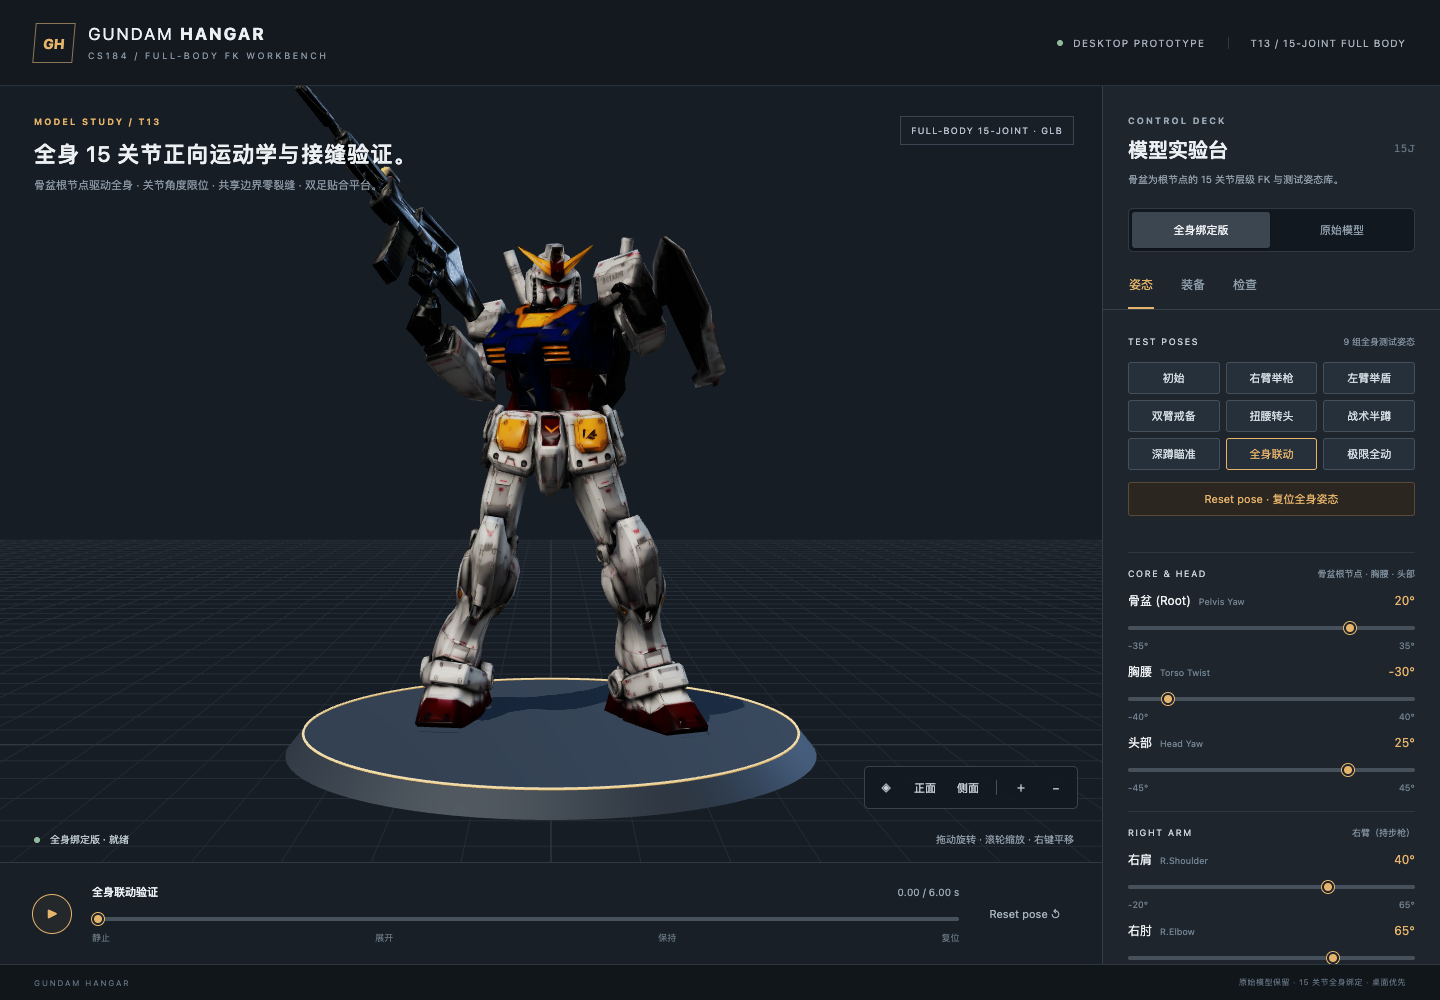 GH
GUNDAM HANGAR
CS184 / FULL-BODY FK WORKBENCH
DESKTOP PROTOTYPE
T13 / 15-JOINT FULL BODY
MODEL STUDY / T13
全身 15 关节正向运动学与接缝验证。
骨盆根节点驱动全身 · 关节角度限位 · 共享边界零裂缝 · 双足贴合平台。
FULL-BODY 15-JOINT · GLB
正面
侧面
+
−
全身绑定版 · 就绪
拖动旋转 · 滚轮缩放 · 右键平移
全身联动验证
0.00 / 6.00 s
静止
展开
保持
复位
Reset pose ↺
CONTROL DECK
模型实验台
15J
骨盆为根节点的 15 关节层级 FK 与测试姿态库。
全身绑定版
原始模型
姿态
装备
检查
TEST POSES
9 组全身测试姿态
初始
右臂举枪
左臂举盾
双臂戒备
扭腰转头
战术半蹲
深蹲瞄准
全身联动
极限全动
Reset pose · 复位全身姿态
CORE & HEAD
骨盆根节点 · 胸腰 · 头部
骨盆 (Root) Pelvis Yaw
20°
-35°
35°
胸腰 Torso Twist
-30°
-40°
40°
头部 Head Yaw
25°
-45°
45°
RIGHT ARM
右臂（持步枪）
右肩 R.Shoulder
40°
-20°
65°
右肘 R.Elbow
65°
GUNDAM HANGAR
原始模型保留 · 15 关节全身绑定 · 桌面优先